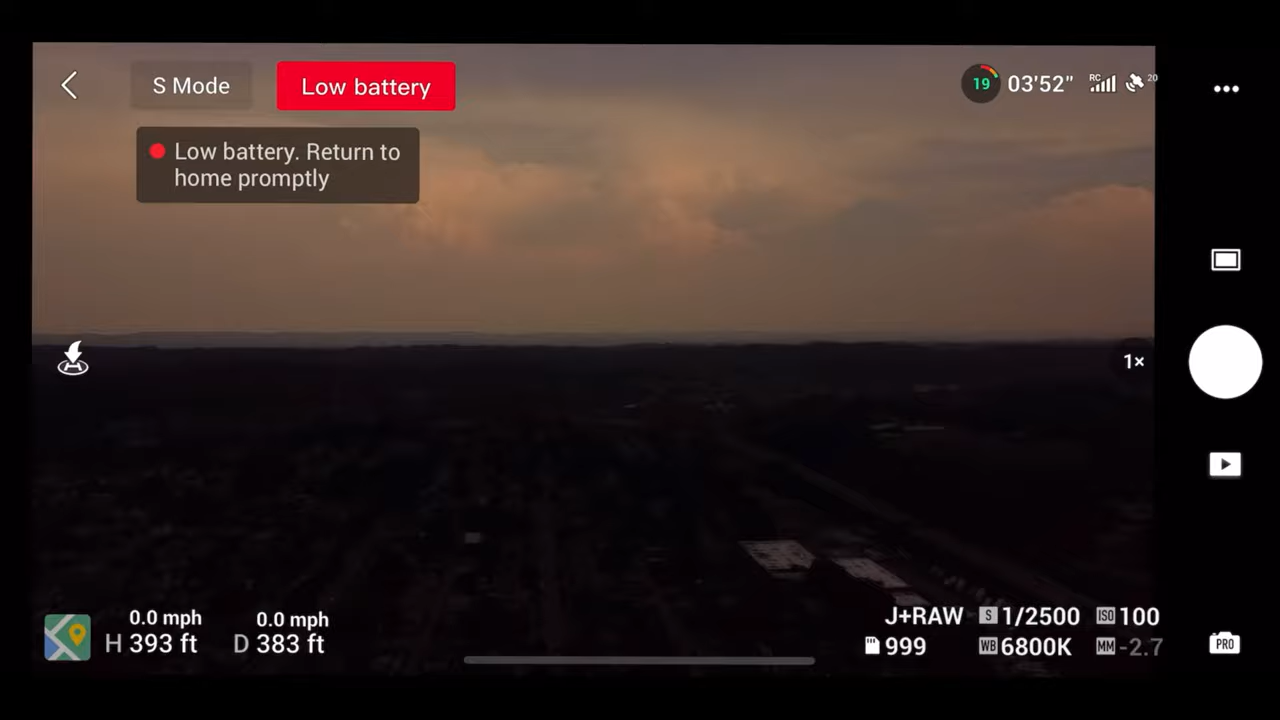 S Mode
Low battery
19
03'52"
RC
20
Low battery. Return to
home promptly
1×
0.0 mph
0.0 mph
H 393 ft
D 383 ft
J+RAW
S 1/2500
ISO 100
999
WB 6800K
MM -2.7
PRO